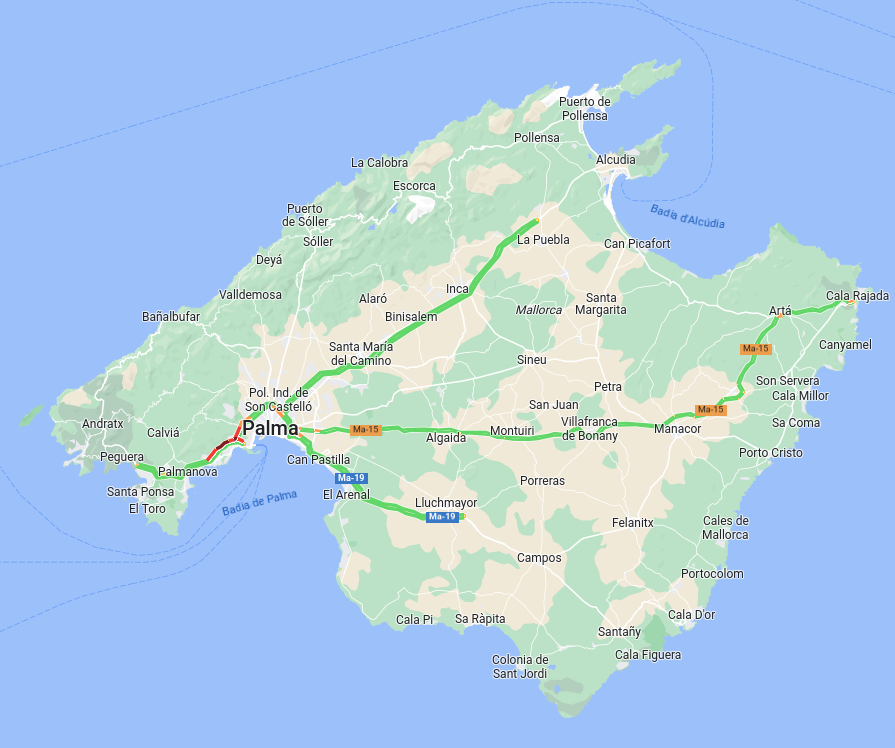 Puerto de
Pollensa
Pollensa
Alcudia
La Calobra
Escorca
Puerto
de Sóller
Badia d'Alcúdia
Sóller
La Puebla
Can Picafort
Deyá
Valldemosa
Inca
Alaró
Mallorca
Santa
Margarita
Cala Rajada
Artá
Bañalbufar
Binisalem
Santa María
del Camino
Ma-15
Canyamel
Sineu
Petra
Son Servera
Cala Millor
Pol. Ind. de
Son Castelló
San Juan
Ma-15
Andratx
Calviá
Palma
Ma-15
Algaida
Montuiri
Villafranca
de Bonany
Manacor
Sa Coma
Peguera
Palmanova
Can Pastilla
Porto Cristo
Ma-19
Santa Ponsa
El Toro
Badia de Palma
El Arenal
Lluchmayor
Ma-19
Porreras
Felanitx
Cales de
Mallorca
Campos
Portocolom
Cala Pi
Sa Ràpita
Cala D'or
Santañy
Cala Figuera
Colonia de
Sant Jordi